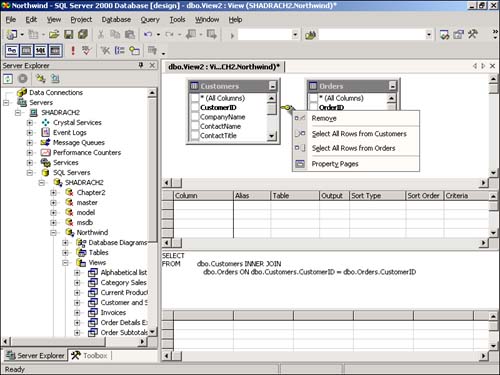 Northwind - SQL Server 2000 Database [design] - dbo.View2 : View (SHADRACH2.Northwind)*
File Edit View Project Debug Query Tools Window Help
Server Explorer
Data Connections
Servers
SHADRACH2
Crystal Services
Event Logs
Message Queues
Performance Counters
Services
SQL Servers
SHADRACH2
Chapter2
master
model
msdb
Northwind
Database Diagrams
Tables
Views
Alphabetical list
Category Sales
Current Produc
Customer and S
Invoices
Order Details E
Order Subtotals
Server Explorer Toolbox
Ready
dbo.View2 : Vi...CH2.Northwind)*
Customers
* (All Columns)
CustomerID
CompanyName
ContactName
ContactTitle
Orders
* (All Columns)
OrderID
Remove
Select All Rows from Customers
Select All Rows from Orders
Property Pages
Column Alias Table Output Sort Type Sort Order Criteria
SELECT
FROM dbo.Customers INNER JOIN
dbo.Orders ON dbo.Customers.CustomerID = dbo.Orders.CustomerID